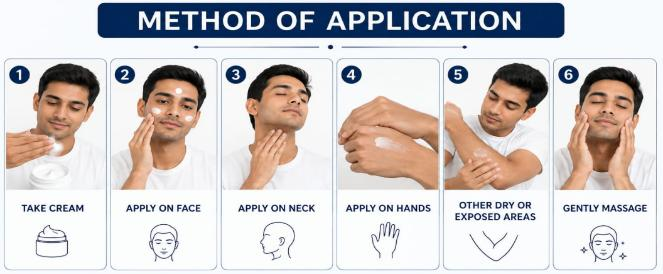 METHOD OF APPLICATION
1
2
3
4
5
6
TAKE CREAM
APPLY ON FACE
APPLY ON NECK
APPLY ON HANDS
OTHER DRY OR
EXPOSED AREAS
GENTLY MASSAGE